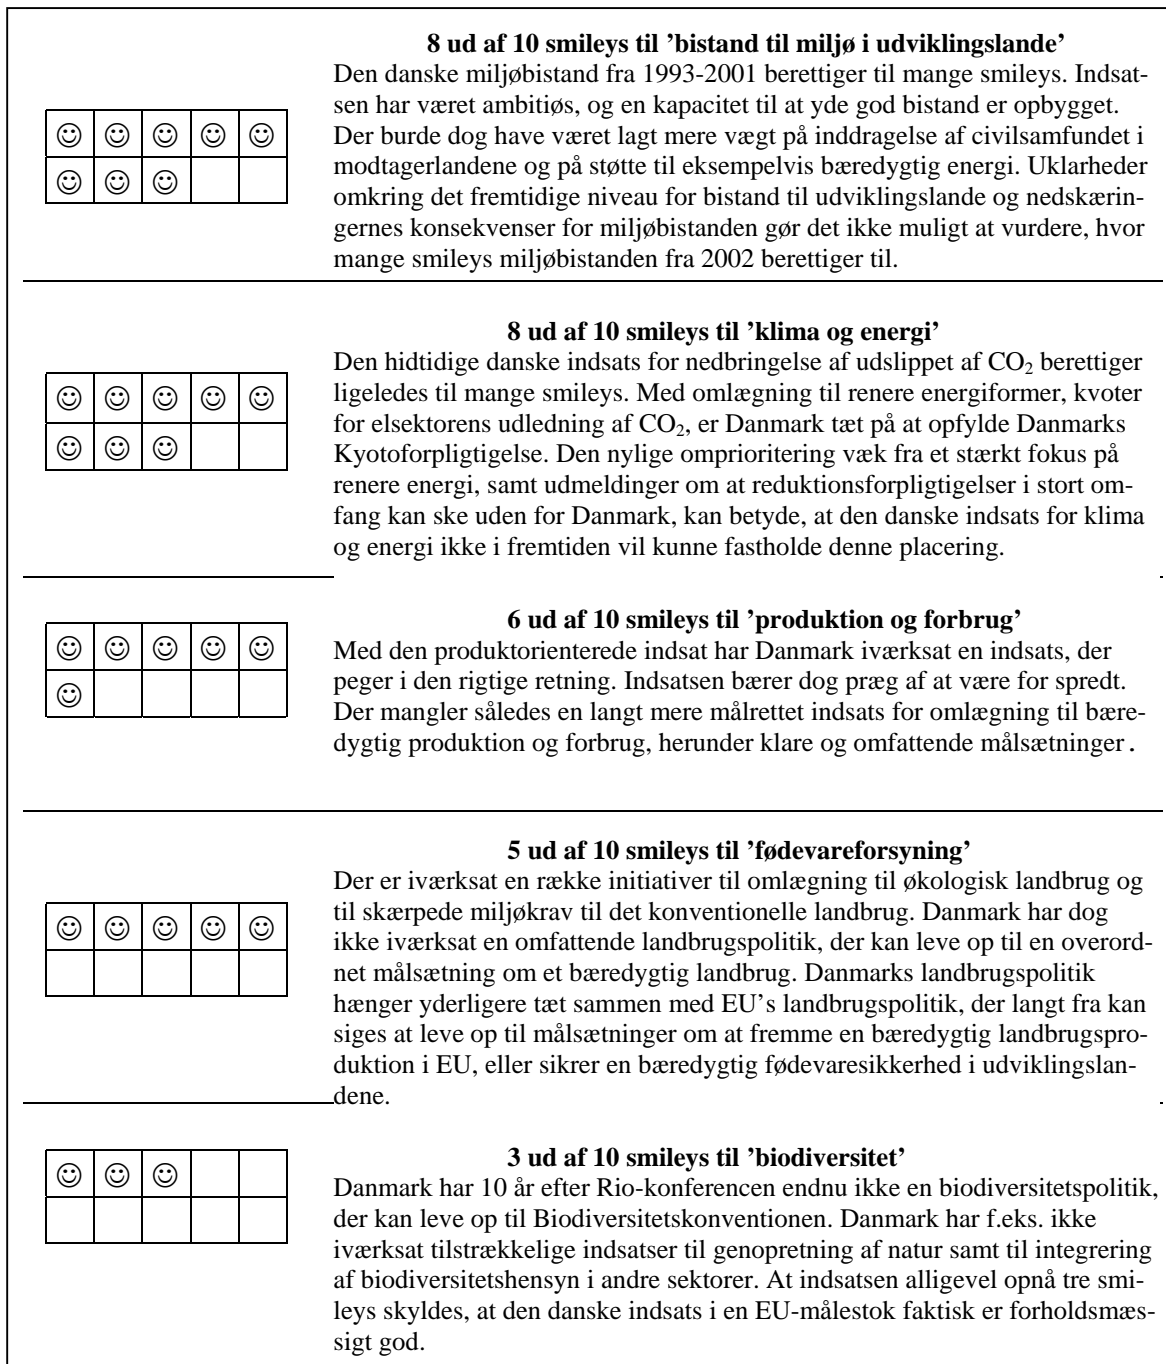 8 ud af 10 smileys til ’bistand til miljø i udviklingslande’
Den danske miljøbistand fra 1993-2001 berettiger til mange smileys. Indsat-
sen har været ambitiøs, og en kapacitet til at yde god bistand er opbygget.
Der burde dog have været lagt mere vægt på inddragelse af civilsamfundet i
modtagerlandene og på støtte til eksempelvis bæredygtig energi. Uklarheder
omkring det fremtidige niveau for bistand til udviklingslande og nedskærin-
gernes konsekvenser for miljøbistanden gør det ikke muligt at vurdere, hvor
mange smileys miljøbistanden fra 2002 berettiger til.
8 ud af 10 smileys til ’klima og energi’
Den hidtidige danske indsats for nedbringelse af udslippet af CO₂ berettiger
ligeledes til mange smileys. Med omlægning til renere energiformer, kvoter
for elsektorens udledning af CO₂, er Danmark tæt på at opfylde Danmarks
Kyotoforpligtigelse. Den nylige omprioritering væk fra et stærkt fokus på
renere energi, samt udmeldinger om at reduktionsforpligtigelser i stort om-
fang kan ske uden for Danmark, kan betyde, at den danske indsats for klima
og energi ikke i fremtiden vil kunne fastholde denne placering.
6 ud af 10 smileys til ’produktion og forbrug’
Med den produktorienterede indsat har Danmark iværksat en indsats, der
peger i den rigtige retning. Indsatsen bærer dog præg af at være for spredt.
Der mangler således en langt mere målrettet indsats for omlægning til bære-
dygtig produktion og forbrug, herunder klare og omfattende målsætninger.
5 ud af 10 smileys til ’fødevareforsyning’
Der er iværksat en række initiativer til omlægning til økologisk landbrug og
til skærpede miljøkrav til det konventionelle landbrug. Danmark har dog
ikke iværksat en omfattende landbrugspolitik, der kan leve op til en overord-
net målsætning om et bæredygtig landbrug. Danmarks landbrugspolitik
hænger yderligere tæt sammen med EU's landbrugspolitik, der langt fra kan
siges at leve op til målsætninger om at fremme en bæredygtig landbrugspro-
duktion i EU, eller sikrer en bæredygtig fødevaresikkerhed i udviklingslan-
dene.
3 ud af 10 smileys til ’biodiversitet’
Danmark har 10 år efter Rio-konferencen endnu ikke en biodiversitetspolitik,
der kan leve op til Biodiversitetskonventionen. Danmark har f.eks. ikke
iværksat tilstrækkelige indsatser til genopretning af natur samt til integrering
af biodiversitetshensyn i andre sektorer. At indsatsen alligevel opnå tre smi-
leys skyldes, at den danske indsats i en EU-målestok faktisk er forholdsmæs-
sigt god.